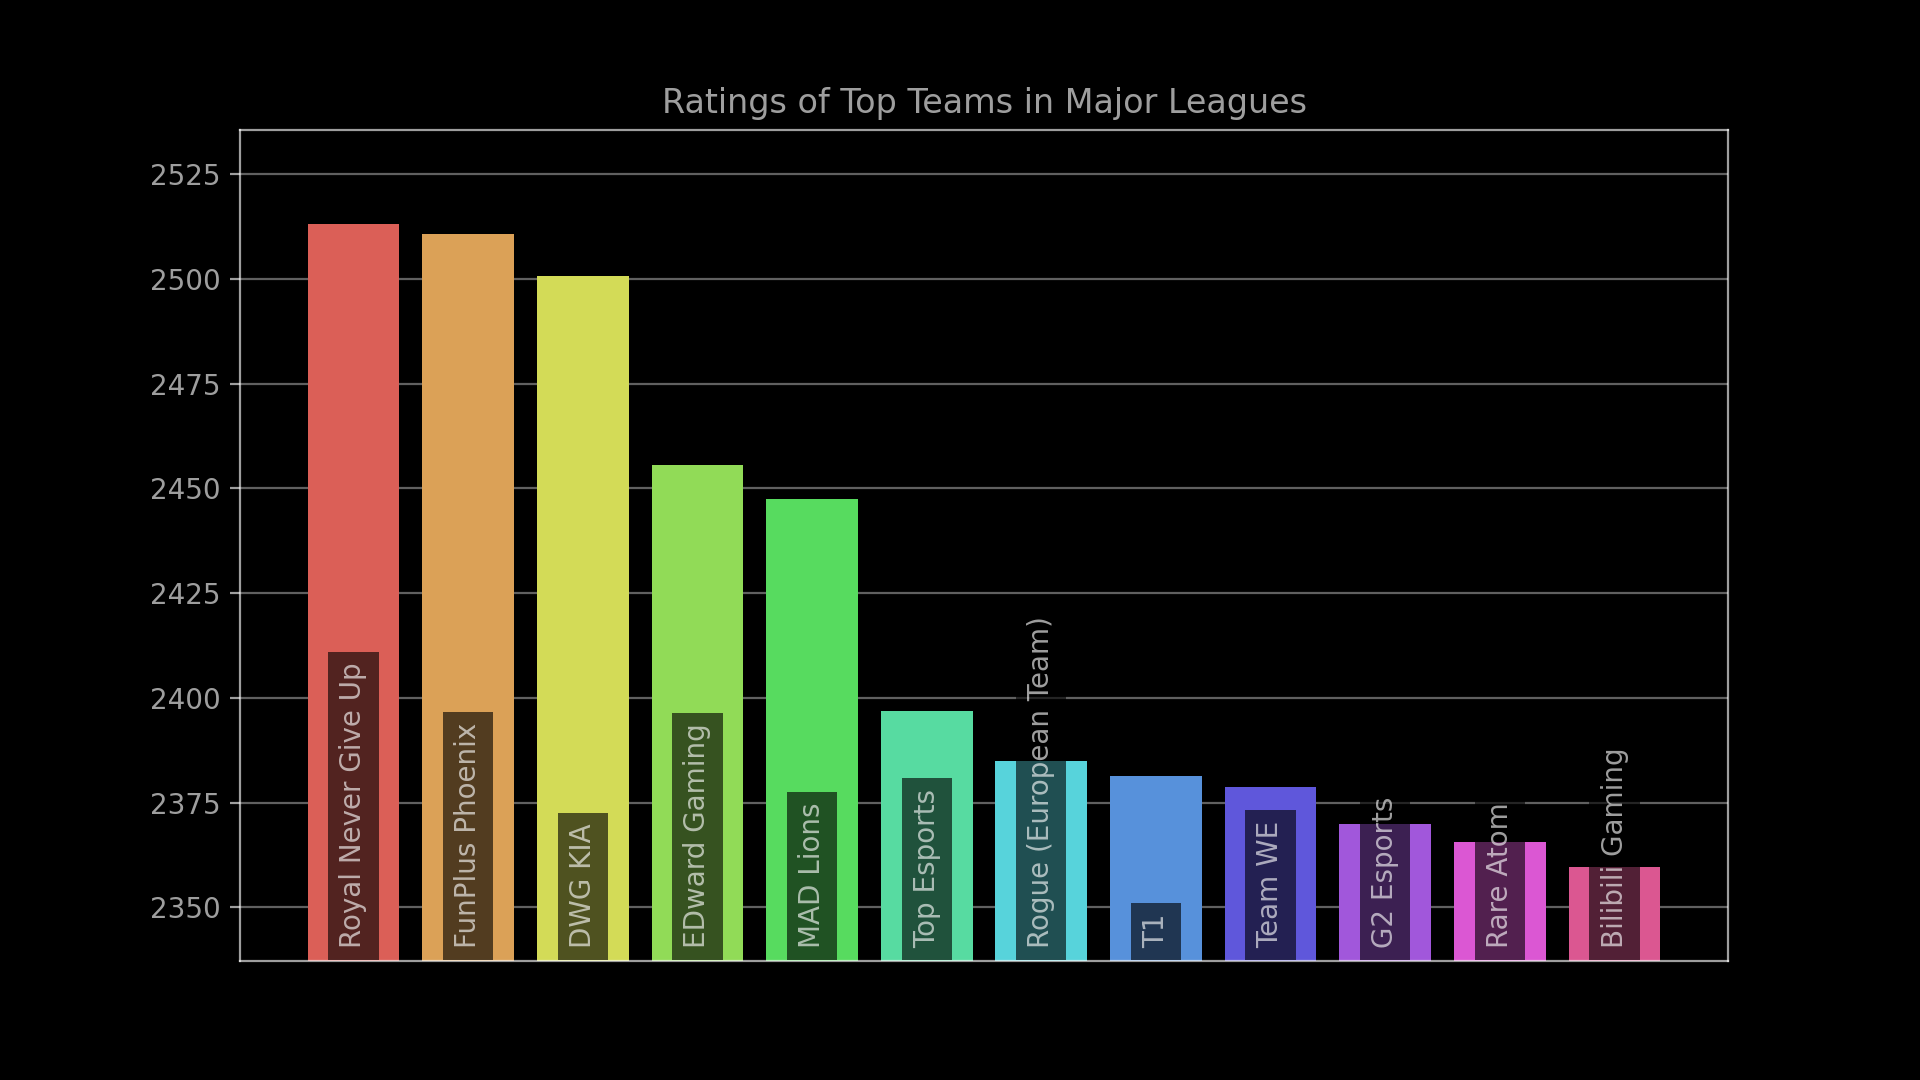 Ratings of Top Teams in Major Leagues
2525
2500
2475
2450
2425
2400
2375
2350
Royal Never Give Up
FunPlus Phoenix
DWG KIA
EDward Gaming
MAD Lions
Top Esports
Rogue (European Team)
T1
Team WE
G2 Esports
Rare Atom
Bilibili Gaming